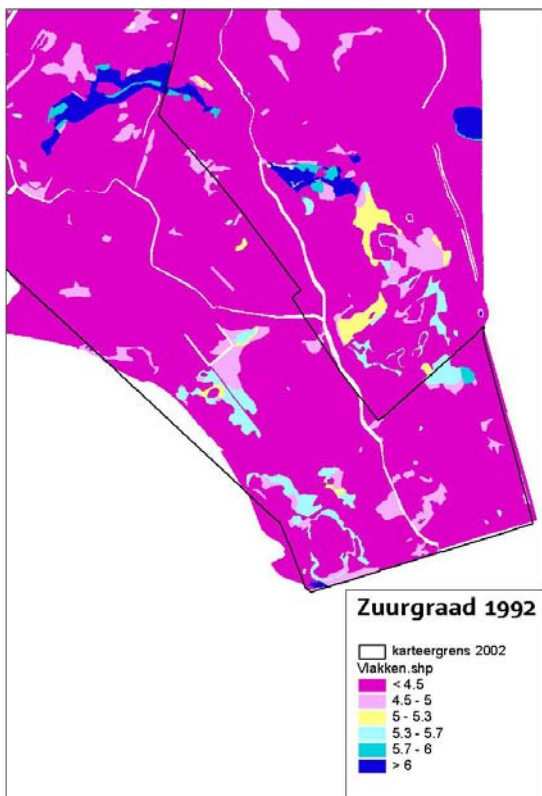 Zuurgraad 1992
karteergrens 2002
Vlakken.shp
< 4.5
4.5 - 5
5 - 5.3
5.3 - 5.7
5.7 - 6
> 6